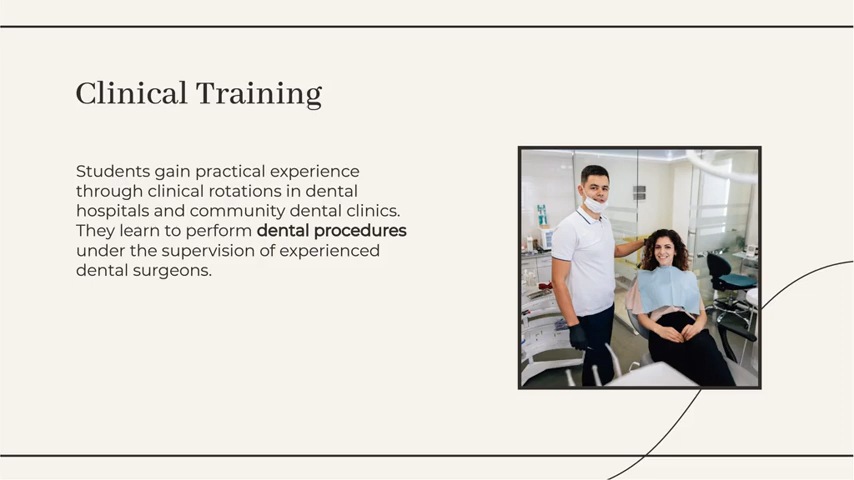 Clinical Training
Students gain practical experience
through clinical rotations in dental
hospitals and community dental clinics.
They learn to perform dental procedures
under the supervision of experienced
dental surgeons.